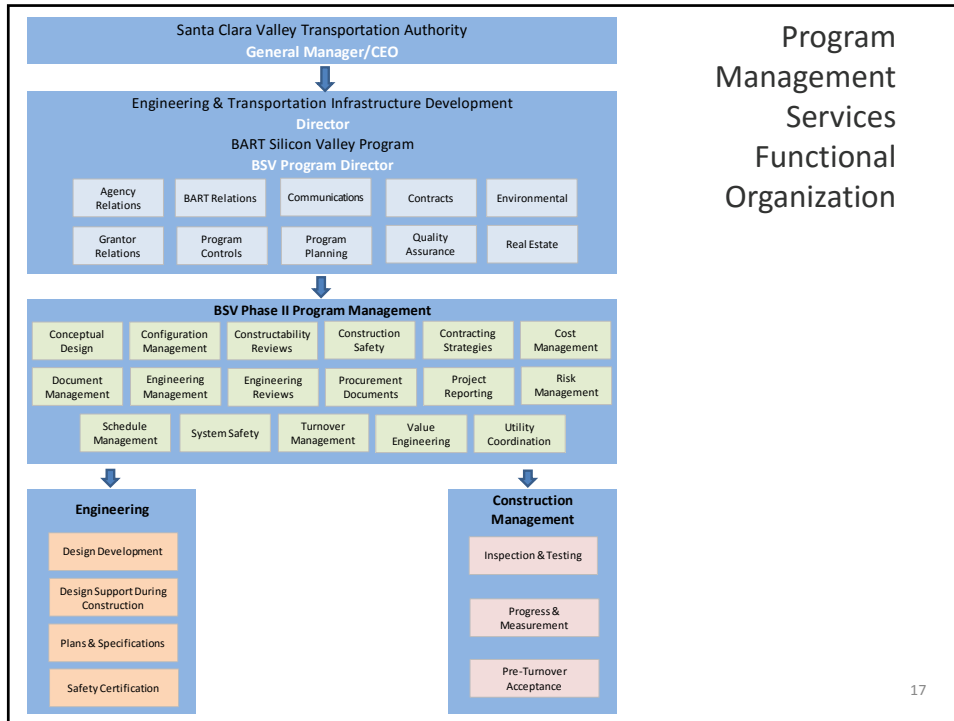 Santa Clara Valley Transportation Authority
General Manager/CEO
Program
Management
Services
Functional
Organization
Engineering & Transportation Infrastructure Development
Director
BART Silicon Valley Program
BSV Program Director
Agency
Relations
BART Relations
Communications
Contracts
Environmental
Grantor
Relations
Program
Controls
Program
Planning
Quality
Assurance
Real Estate
BSV Phase II Program Management
Conceptual
Design
Configuration
Management
Constructability
Reviews
Construction
Safety
Contracting
Strategies
Cost
Management
Document
Management
Engineering
Management
Engineering
Reviews
Procurement
Documents
Project
Reporting
Risk
Management
Schedule
Management
System Safety
Turnover
Management
Value
Engineering
Utility
Coordination
Engineering
Design Development
Design Support During
Construction
Plans & Specifications
Safety Certification
Construction
Management
Inspection & Testing
Progress &
Measurement
Pre-Turnover
Acceptance
17